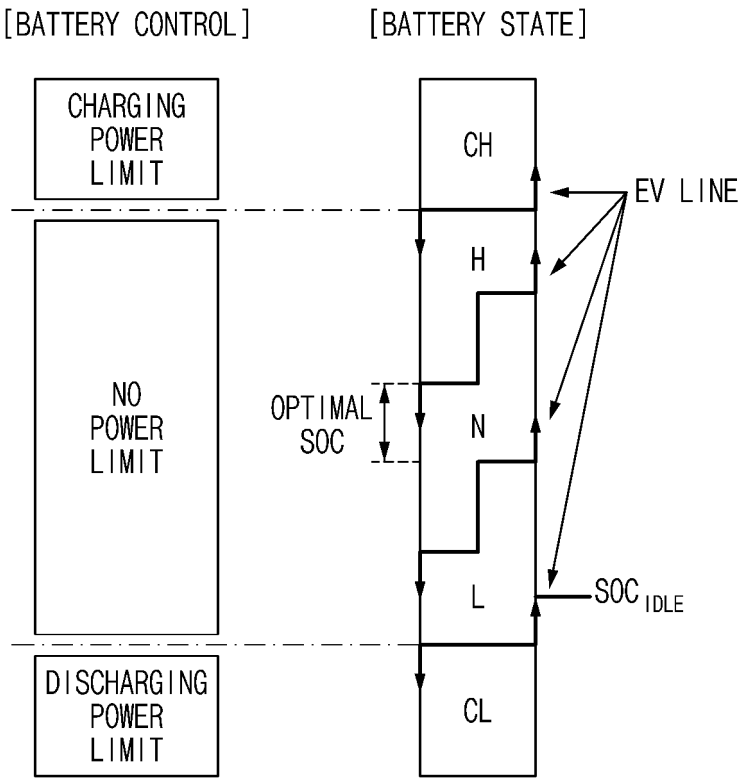 [BATTERY CONTROL]
[BATTERY STATE]
CHARGING
POWER
LIMIT
CH
EV LINE
H
NO
POWER
LIMIT
OPTIMAL
SOC
N
L
SOC IDLE
DISCHARGING
POWER
LIMIT
CL